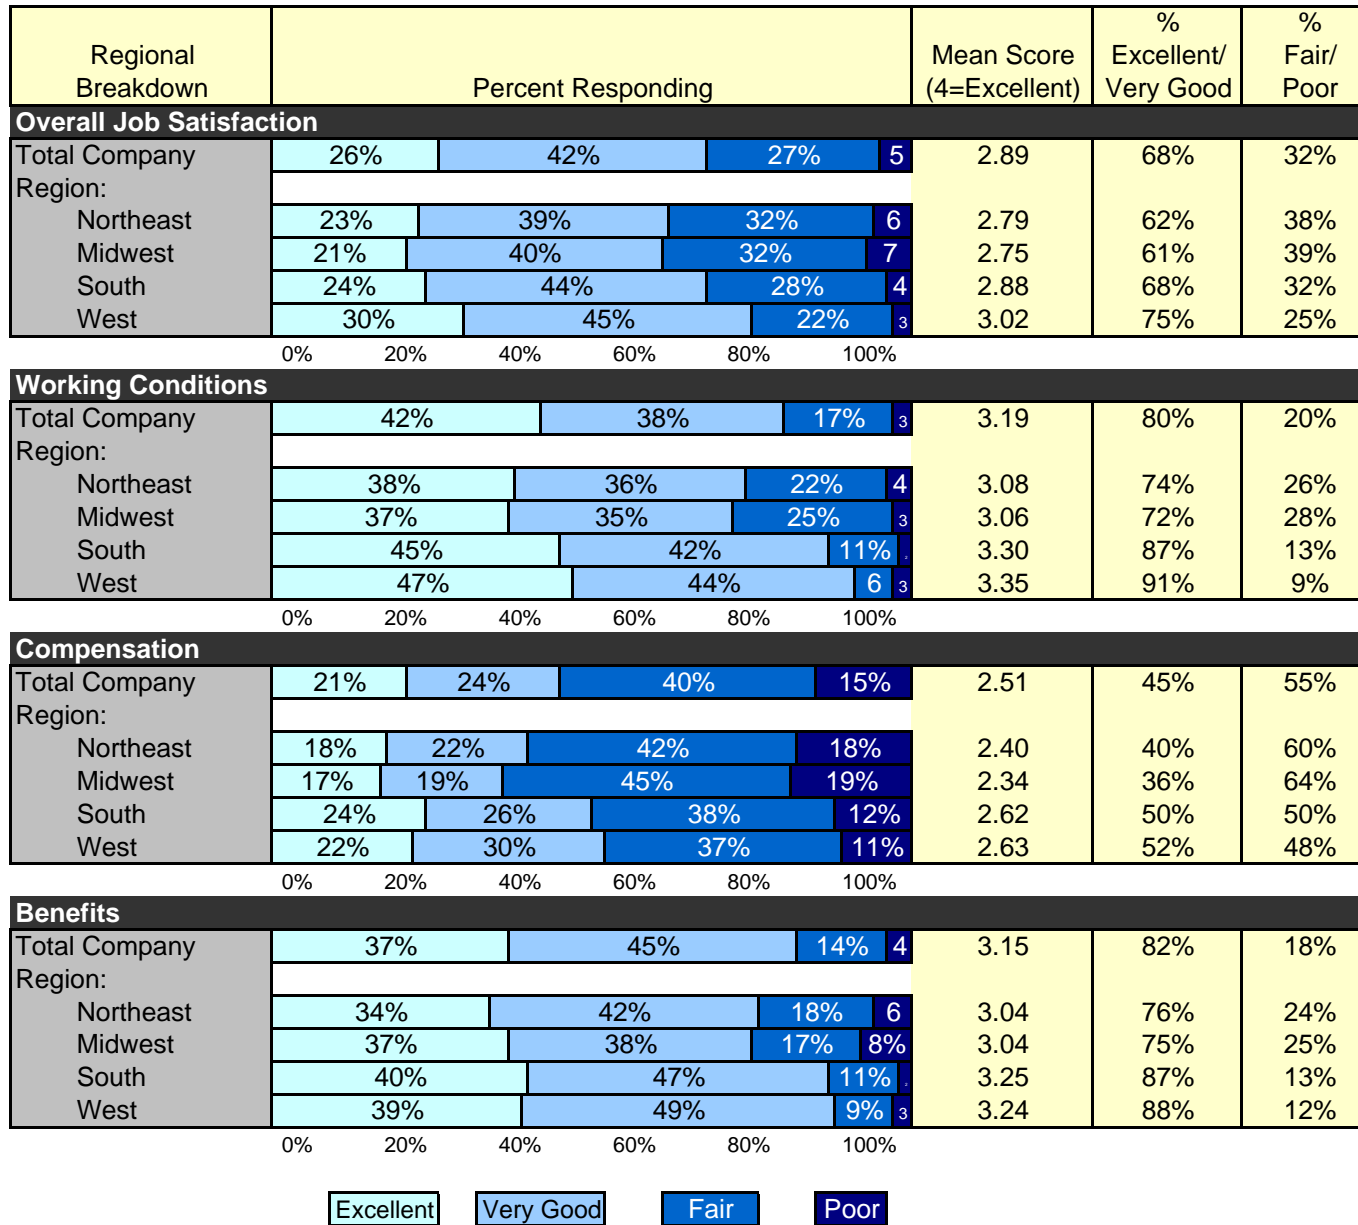 Regional Breakdown Percent Responding Mean Score (4=Excellent) % Excellent/ Very Good % Fair/ Poor
Overall Job Satisfaction
Total Company 26% 42% 27% 5 2.89 68% 32%
Region:
Northeast 23% 39% 32% 6 2.79 62% 38%
Midwest 21% 40% 32% 7 2.75 61% 39%
South 24% 44% 28% 4 2.88 68% 32%
West 30% 45% 22% 3 3.02 75% 25%
0% 20% 40% 60% 80% 100%
Working Conditions
Total Company 42% 38% 17% 3 3.19 80% 20%
Region:
Northeast 38% 36% 22% 4 3.08 74% 26%
Midwest 37% 35% 25% 3 3.06 72% 28%
South 45% 42% 11% 3.30 87% 13%
West 47% 44% 6 3 3.35 91% 9%
0% 20% 40% 60% 80% 100%
Compensation
Total Company 21% 24% 40% 15% 2.51 45% 55%
Region:
Northeast 18% 22% 42% 18% 2.40 40% 60%
Midwest 17% 19% 45% 19% 2.34 36% 64%
South 24% 26% 38% 12% 2.62 50% 50%
West 22% 30% 37% 11% 2.63 52% 48%
0% 20% 40% 60% 80% 100%
Benefits
Total Company 37% 45% 14% 4 3.15 82% 18%
Region:
Northeast 34% 42% 18% 6 3.04 76% 24%
Midwest 37% 38% 17% 8% 3.04 75% 25%
South 40% 47% 11% 3.25 87% 13%
West 39% 49% 9% 3 3.24 88% 12%
0% 20% 40% 60% 80% 100%
Excellent Very Good Fair Poor